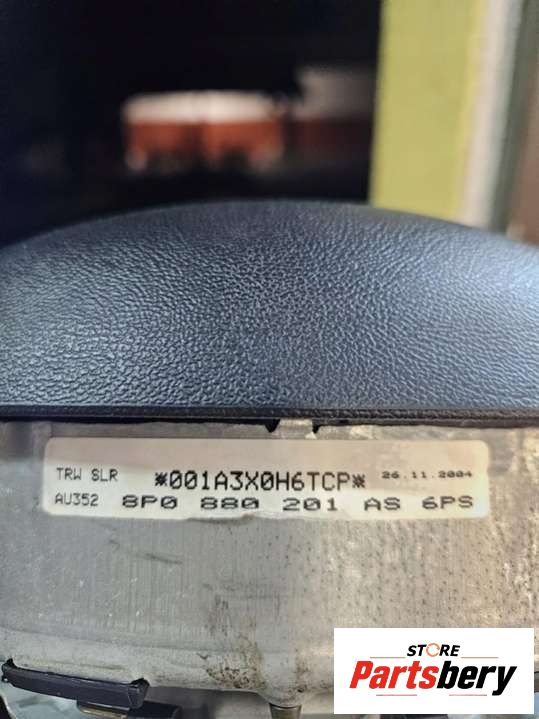 TRW SLR *001A3X0H6TCP* 26.11.2004
AU352 8P0 880 201 AS 6PS
STORE
Partsbery